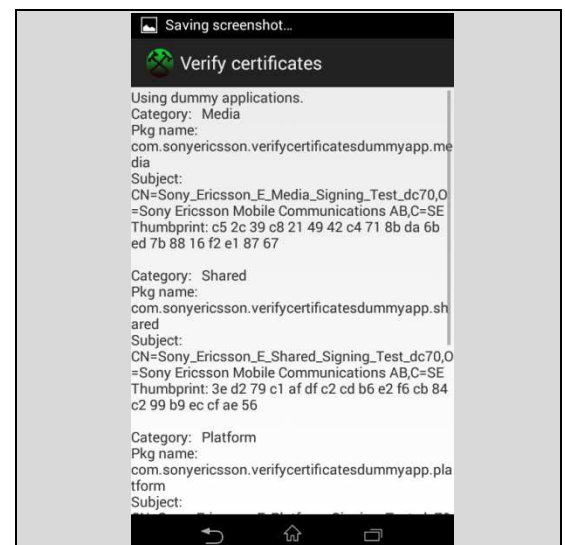 Saving screenshot...
Verify certificates
Using dummy applications.
Category: Media
Pkg name:
com.sonyericsson.verifycertificatesdummyapp.me
dia
Subject:
CN=Sony_Ericsson_E_Media_Signing_Test_dc70,O
=Sony Ericsson Mobile Communications AB,C=SE
Thumbprint: c5 2c 39 c8 21 49 42 c4 71 8b da 6b
ed 7b 88 16 f2 e1 87 67
Category: Shared
Pkg name:
com.sonyericsson.verifycertificatesdummyapp.sh
ared
Subject:
CN=Sony_Ericsson_E_Shared_Signing_Test_dc70,O
=Sony Ericsson Mobile Communications AB,C=SE
Thumbprint: 3e d2 79 c1 af df c2 cd b6 e2 f6 cb 84
c2 99 b9 ec cf ae 56
Category: Platform
Pkg name:
com.sonyericsson.verifycertificatesdummyapp.pla
tform
Subject: